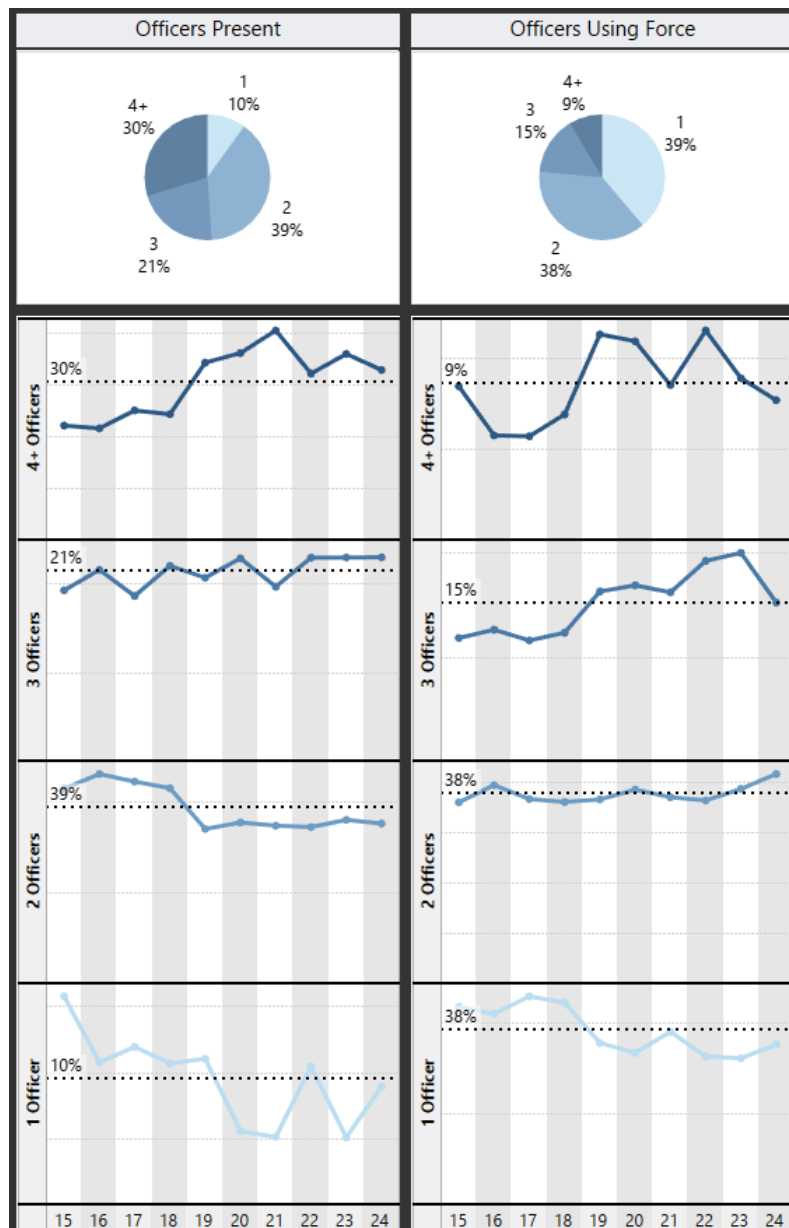 Officers Present
Officers Using Force
1
10%
4+
30%
2
39%
3
21%
4+
9%
3
15%
1
39%
2
38%
4+ Officers
30%
3 Officers
21%
2 Officers
39%
1 Officer
10%
15 16 17 18 19 20 21 22 23 24
4+ Officers
9%
3 Officers
15%
2 Officers
38%
1 Officer
38%
15 16 17 18 19 20 21 22 23 24